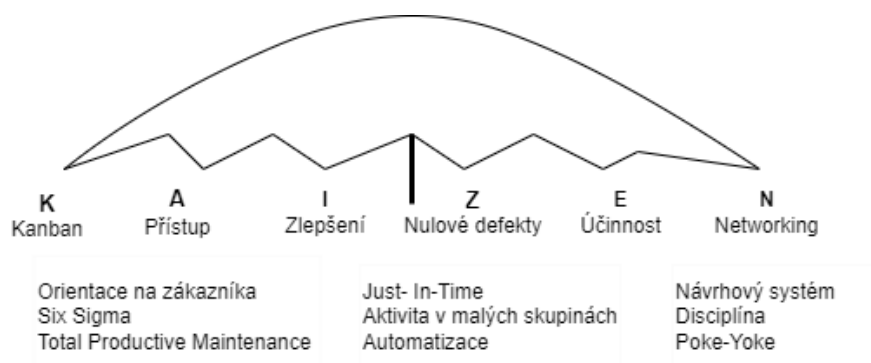 K A I Z E N
Kanban Přístup Zlepšení Nulové defekty Účinnost Networking
Orientace na zákazníka
Six Sigma
Total Productive Maintenance
Just- In-Time
Aktivita v malých skupinách
Automatizace
Návrhový systém
Disciplína
Poke-Yoke